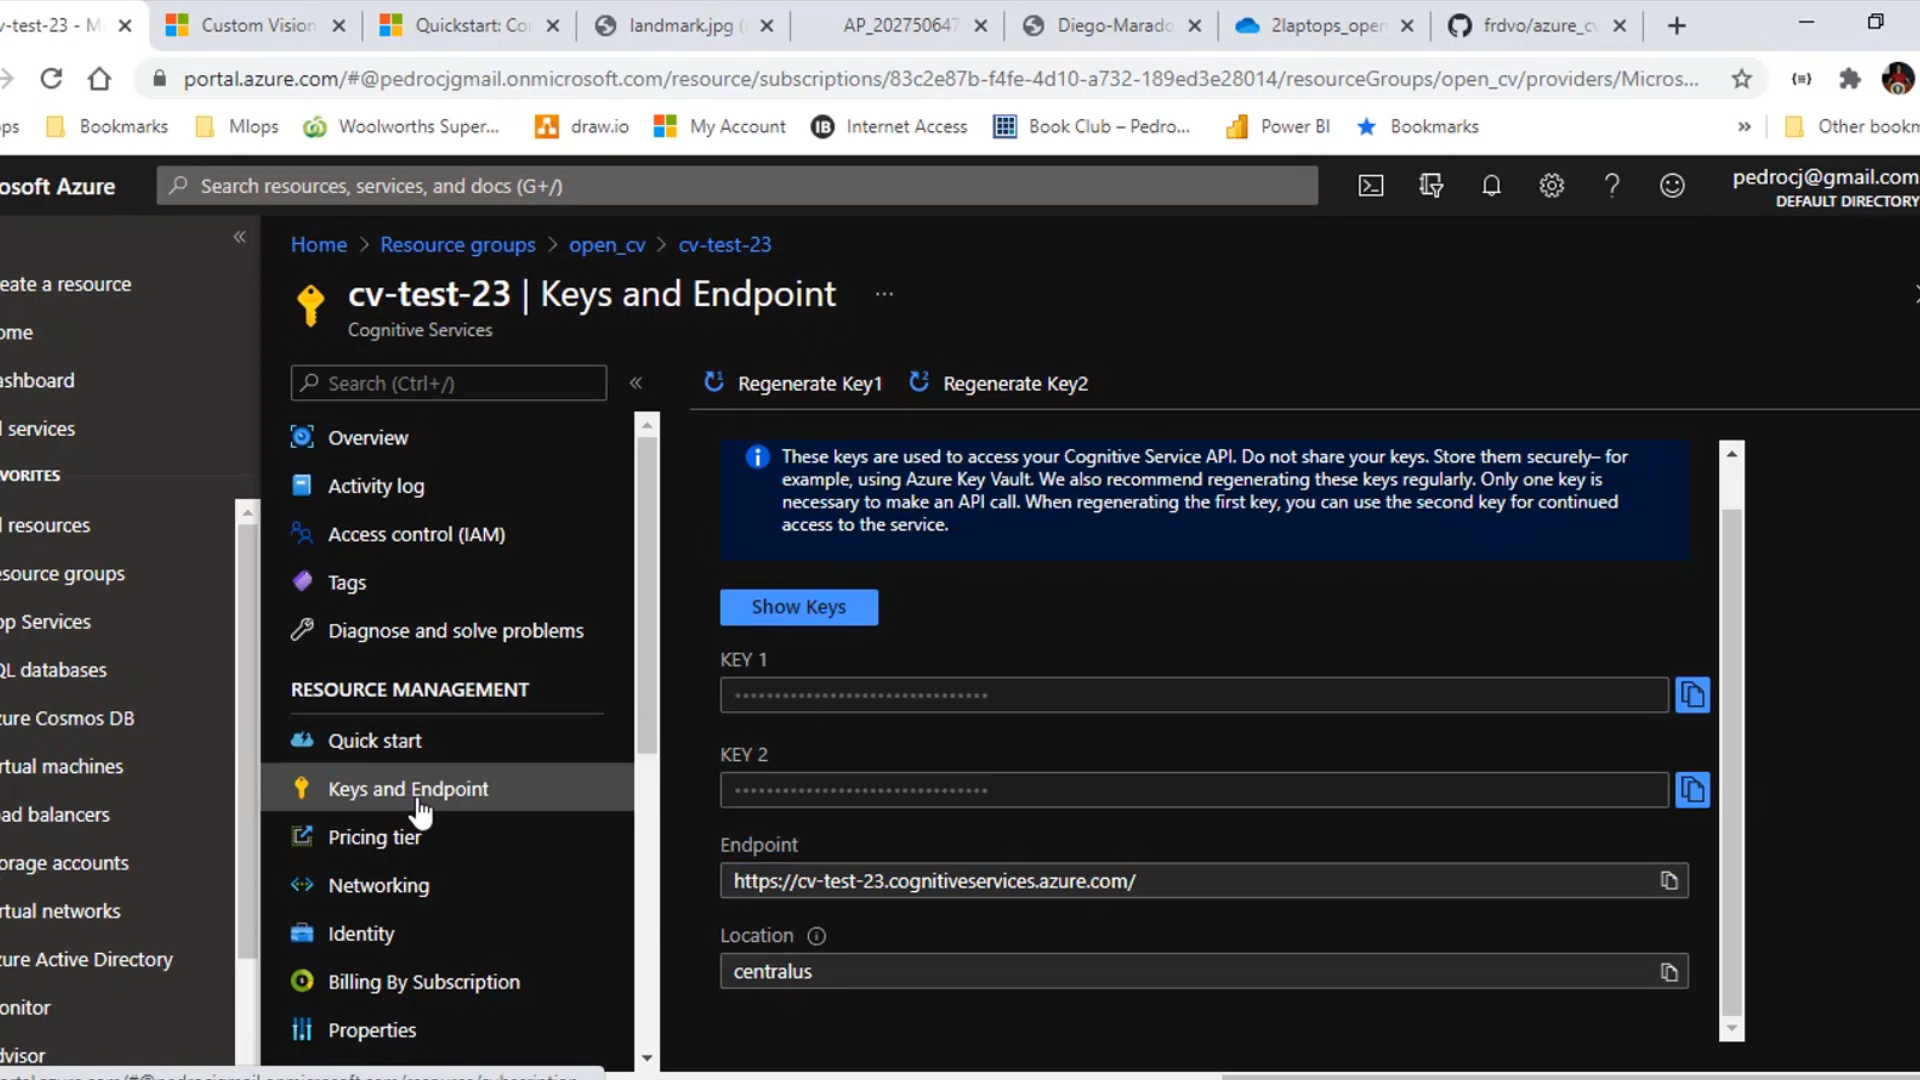 v-test-23 - M
Custom Vision
Quickstart: Co
landmark.jpg (
AP_202750647
Diego-Marado
2laptops_open
frdvo/azure_cv
portal.azure.com/#@pedrocjgmail.onmicrosoft.com/resource/subscriptions/83c2e87b-f4fe-4d10-a732-189ed3e28014/resourceGroups/open_cv/providers/Micros...
ps
Bookmarks
Mlops
Woolworths Super...
draw.io
My Account
IB
Internet Access
Book Club – Pedro...
Power BI
Bookmarks
»
Other bookm
osoft Azure
Search resources, services, and docs (G+/)
pedrocj@gmail.com
DEFAULT DIRECTORY
«
eate a resource
ome
ashboard
l services
VORITES
l resources
esource groups
pp Services
QL databases
zure Cosmos DB
rtual machines
ad balancers
orage accounts
rtual networks
zure Active Directory
onitor
dvisor
Home > Resource groups > open_cv > cv-test-23
cv-test-23 | Keys and Endpoint ...
Cognitive Services
Search (Ctrl+/)
«
Overview
Activity log
Access control (IAM)
Tags
Diagnose and solve problems
RESOURCE MANAGEMENT
Quick start
Keys and Endpoint
Pricing tier
Networking
Identity
Billing By Subscription
Properties
1 Regenerate Key1
2 Regenerate Key2
These keys are used to access your Cognitive Service API. Do not share your keys. Store them securely– for
example, using Azure Key Vault. We also recommend regenerating these keys regularly. Only one key is
necessary to make an API call. When regenerating the first key, you can use the second key for continued
access to the service.
Show Keys
KEY 1
KEY 2
Endpoint
https://cv-test-23.cognitiveservices.azure.com/
Location
centralus